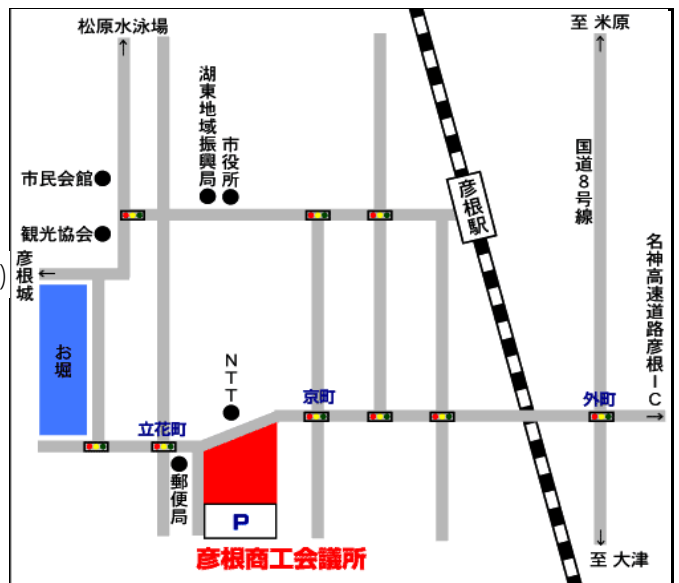 松原水泳場
至 米原
湖東地域振興局
市役所
市民会館
国道8号線
彦根駅
観光協会
名神高速道路彦根IC
)
彦根城
お堀
NTT
京町
外町
立花町
郵便局
P
彦根商工会議所
至 大津